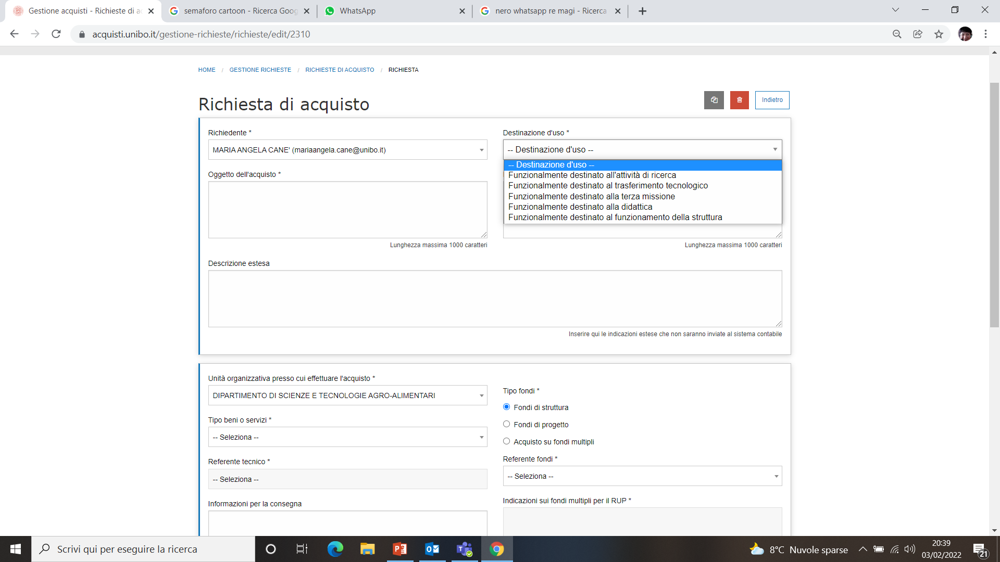 Gestione acquisti - Richieste di a
semaforo cartoon - Ricerca Goog
WhatsApp
nero whatsapp re magi - Ricerca
acquisti.unibo.it/gestione-richieste/richieste/edit/2310
HOME / GESTIONE RICHIESTE / RICHIESTE DI ACQUISTO / RICHIESTA
Richiesta di acquisto
Indietro
Richiedente *
MARIA ANGELA CANE' (mariaangela.cane@unibo.it)
Destinazione d'uso *
-- Destinazione d'uso --
-- Destinazione d'uso --
Funzionalmente destinato all'attività di ricerca
Funzionalmente destinato al trasferimento tecnologico
Funzionalmente destinato alla terza missione
Funzionalmente destinato alla didattica
Funzionalmente destinato al funzionamento della struttura
Oggetto dell'acquisto *
Lunghezza massima 1000 caratteri
Lunghezza massima 1000 caratteri
Descrizione estesa
Inserire qui le indicazioni estese che non saranno inviate al sistema contabile
Unità organizzativa presso cui effettuare l'acquisto *
DIPARTIMENTO DI SCIENZE E TECNOLOGIE AGRO-ALIMENTARI
Tipo beni o servizi *
-- Seleziona --
Referente tecnico *
-- Seleziona --
Informazioni per la consegna
Tipo fondi *
Fondi di struttura
Fondi di progetto
Acquisto su fondi multipli
Referente fondi *
-- Seleziona --
Indicazioni sui fondi multipli per il RUP *
Scrivi qui per eseguire la ricerca
8°C Nuvole sparse
20:39
03/02/2022
21